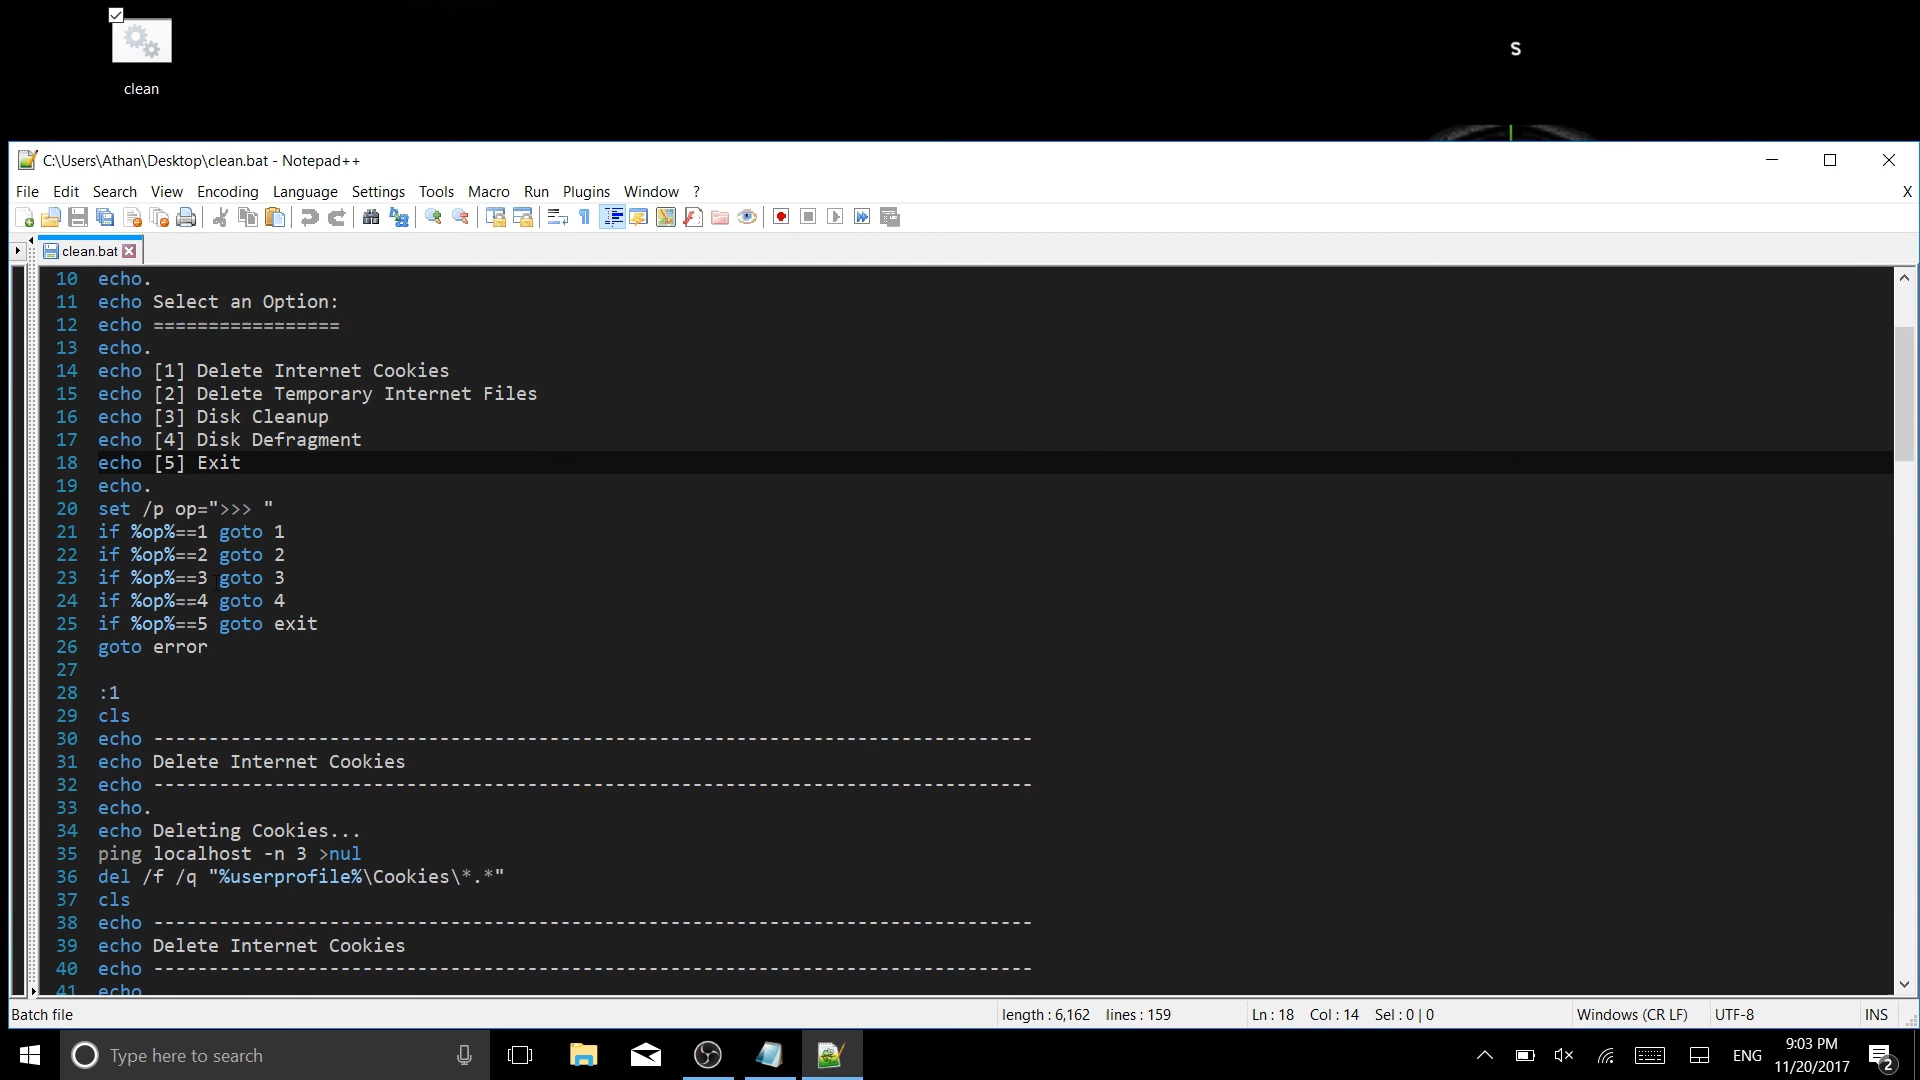 clean
S
C:\Users\Athan\Desktop\clean.bat - Notepad++
File Edit Search View Encoding Language Settings Tools Macro Run Plugins Window ? X
clean.bat
10 echo.
11 echo Select an Option:
12 echo =================
13 echo.
14 echo [1] Delete Internet Cookies
15 echo [2] Delete Temporary Internet Files
16 echo [3] Disk Cleanup
17 echo [4] Disk Defragment
18 echo [5] Exit
19 echo.
20 set /p op=">>> "
21 if %op%==1 goto 1
22 if %op%==2 goto 2
23 if %op%==3 goto 3
24 if %op%==4 goto 4
25 if %op%==5 goto exit
26 goto error
27
28 :1
29 cls
30 echo --------------------------------------------------------------------------------
31 echo Delete Internet Cookies
32 echo --------------------------------------------------------------------------------
33 echo.
34 echo Deleting Cookies...
35 ping localhost -n 3 >nul
36 del /f /q "%userprofile%\Cookies\*.*"
37 cls
38 echo --------------------------------------------------------------------------------
39 echo Delete Internet Cookies
40 echo --------------------------------------------------------------------------------
41 echo
Batch file length : 6,162 lines : 159 Ln : 18 Col : 14 Sel : 0 | 0 Windows (CR LF) UTF-8 INS
Type here to search ENG 9:03 PM
11/20/2017 2